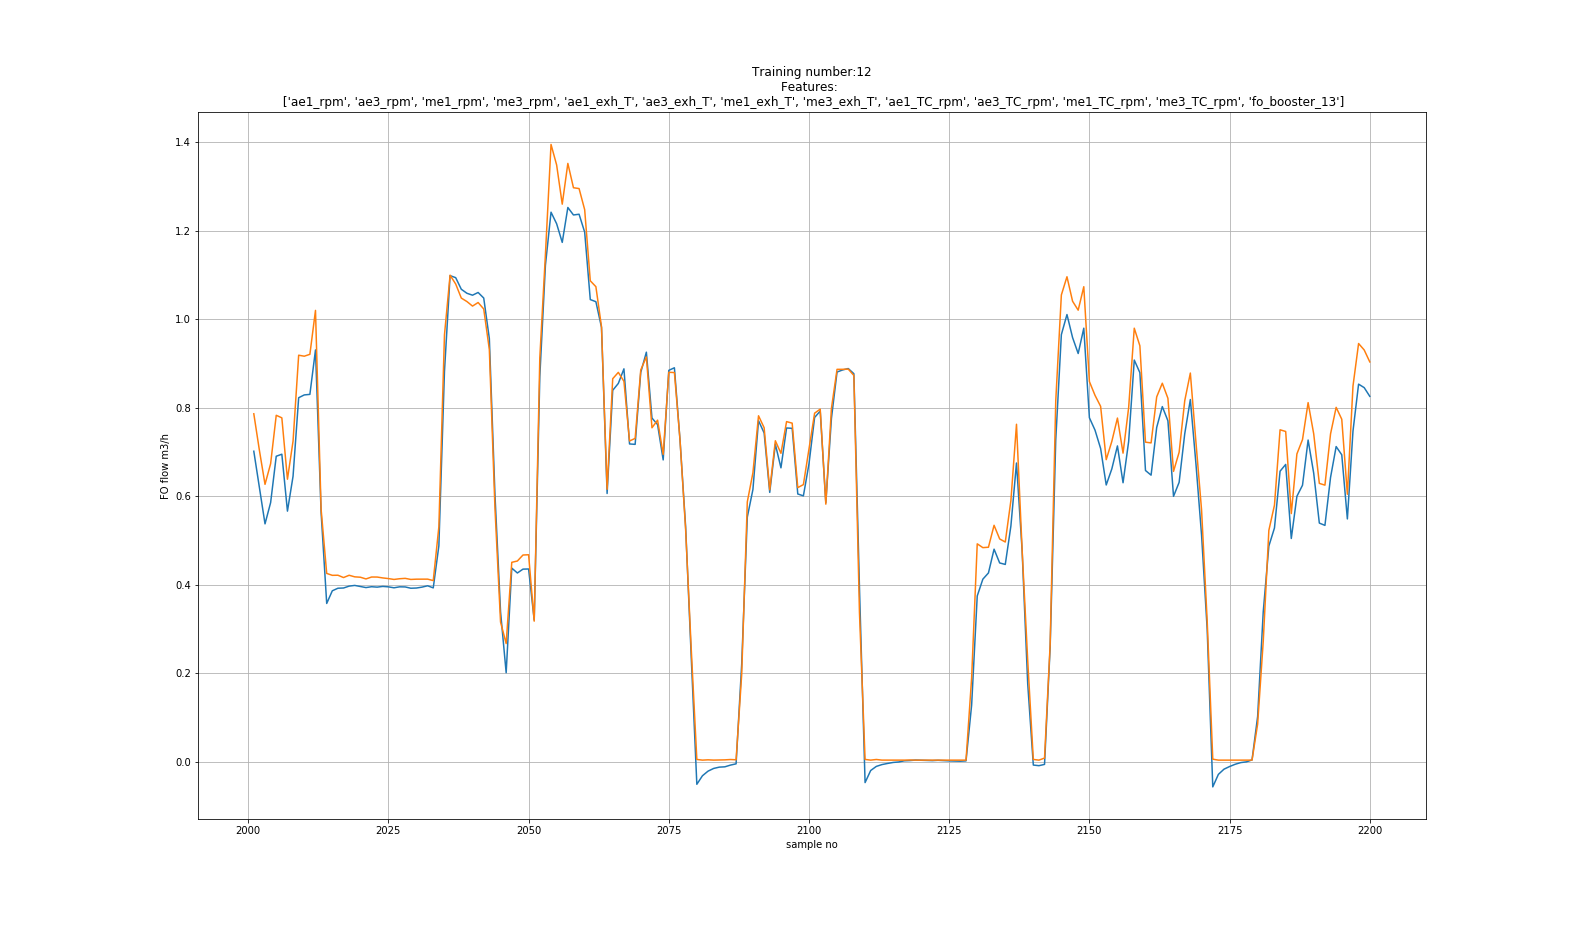 Training number:12
Features:
['ae1_rpm', 'ae3_rpm', 'me1_rpm', 'me3_rpm', 'ae1_exh_T', 'ae3_exh_T', 'me1_exh_T', 'me3_exh_T', 'ae1_TC_rpm', 'ae3_TC_rpm', 'me1_TC_rpm', 'me3_TC_rpm', 'fo_booster_13']
1.4
1.2
1.0
0.8
0.6
0.4
0.2
0.0
FO flow m3/h
2000 2025 2050 2075 2100 2125 2150 2175 2200
sample no